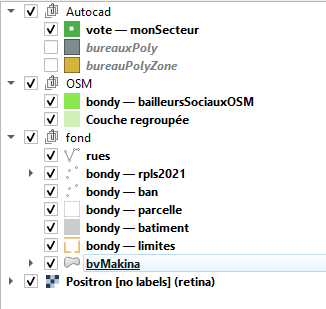 Autocad
vote — monSecteur
bureauxPoly
bureauPolyZone
OSM
bondy — bailleursSociauxOSM
Couche regroupée
fond
rues
bondy — rpls2021
bondy — ban
bondy — parcelle
bondy — batiment
bondy — limites
bvMakina
Positron [no labels] (retina)